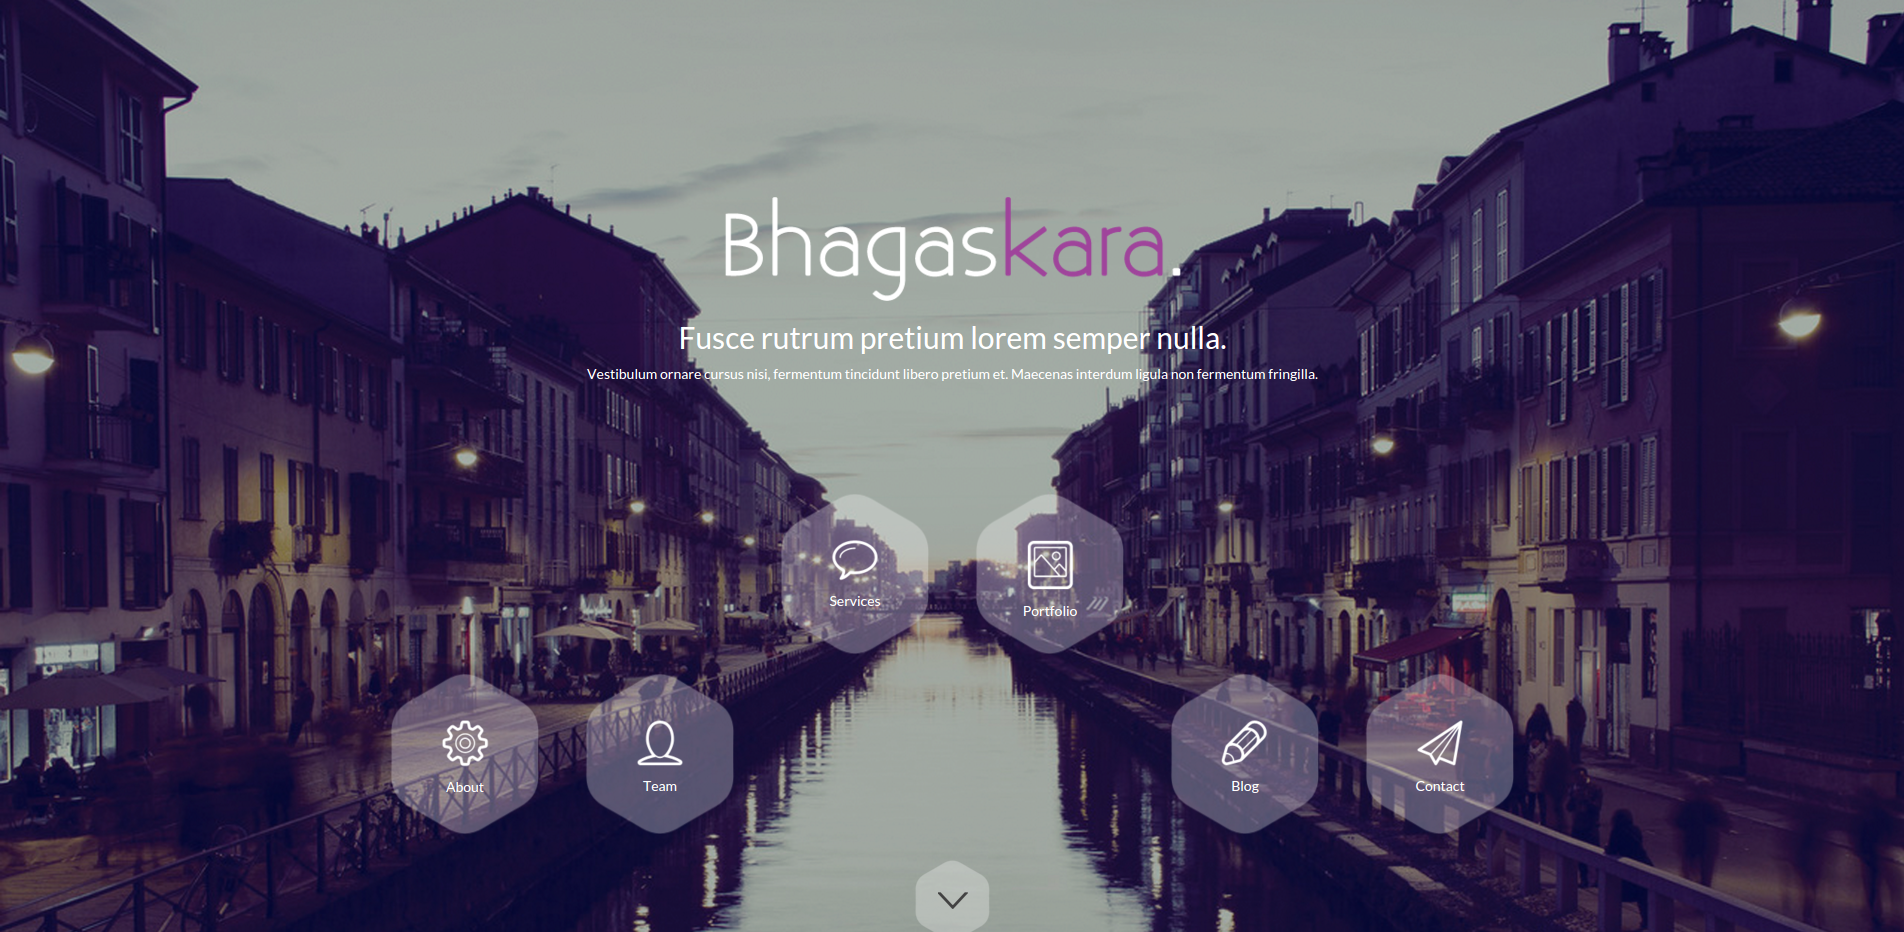 Bhagaskara.
Fusce rutrum pretium lorem semper nulla.
Vestibulum ornare cursus nisi, fermentum tincidunt libero pretium et. Maecenas interdum ligula non fermentum fringilla.
Services
Portfolio
About
Team
Blog
Contact